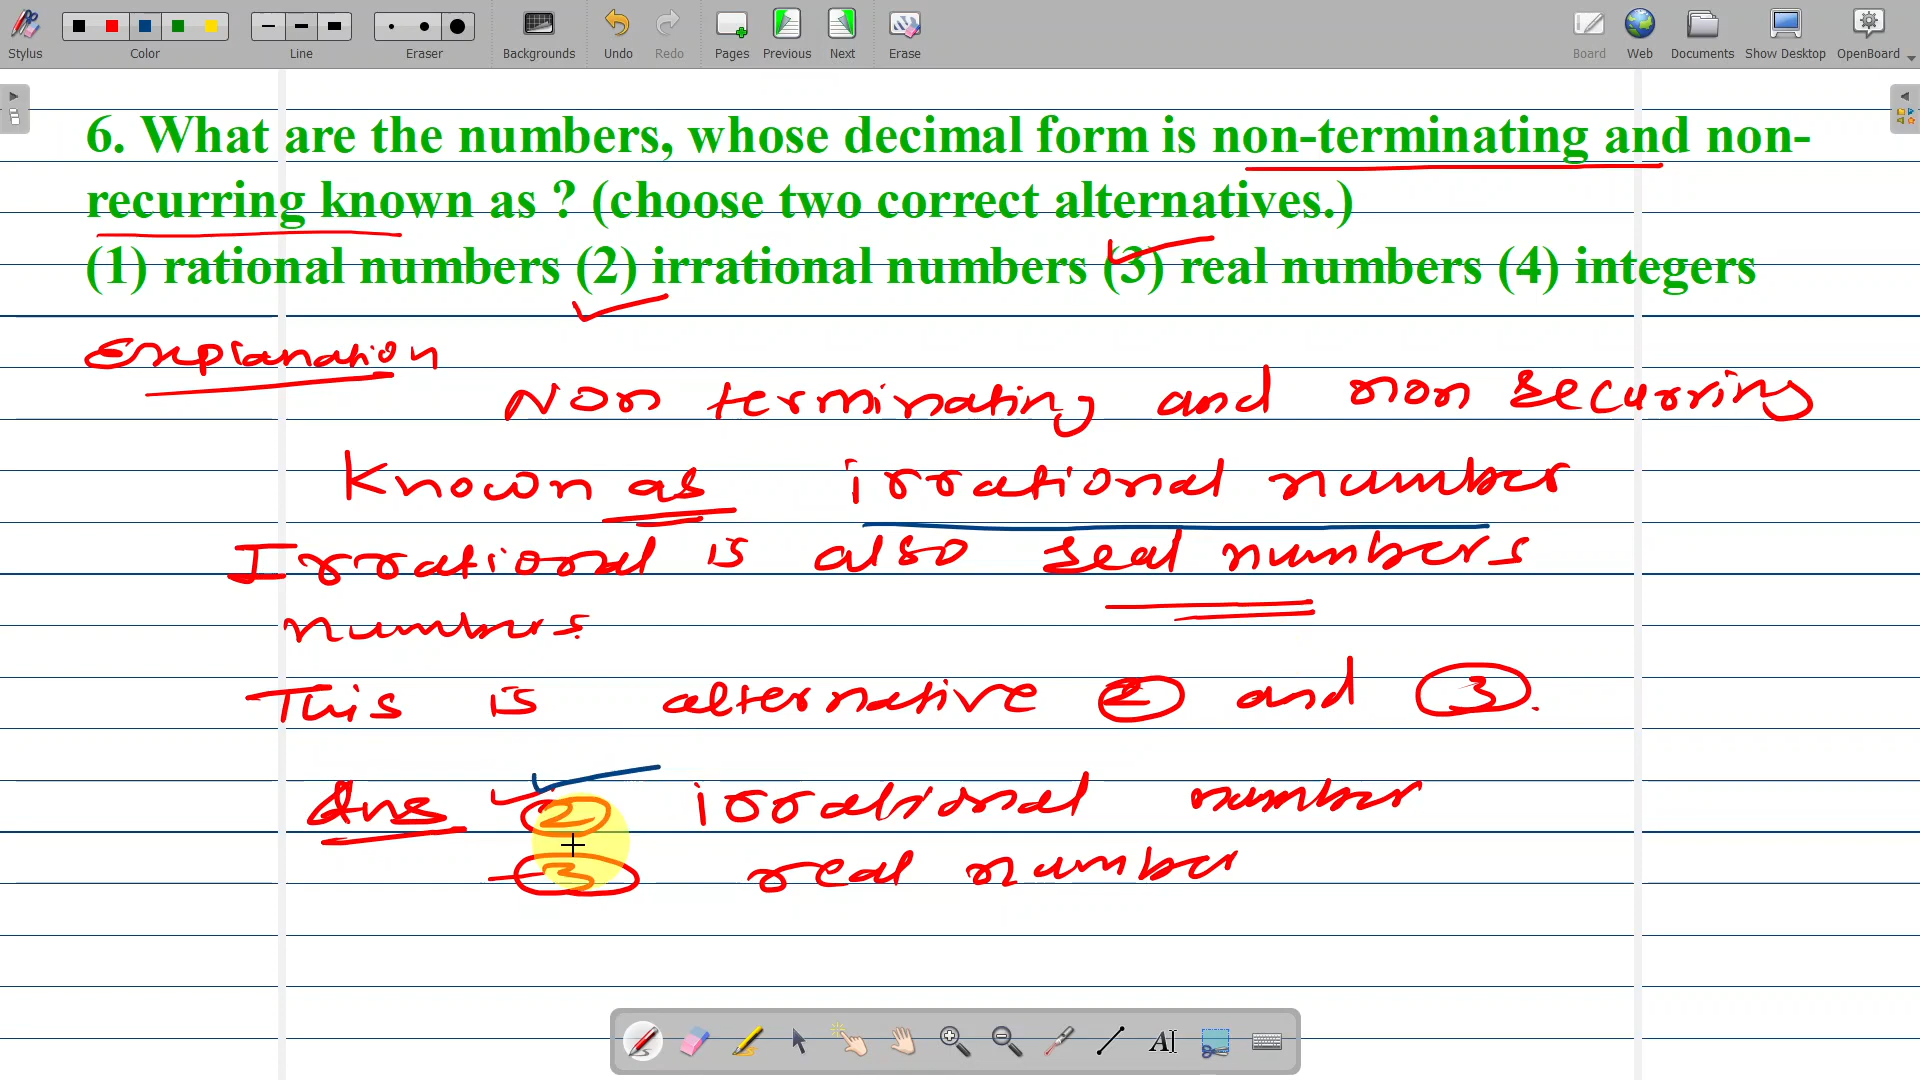 Stylus Color Line Eraser Backgrounds Undo Redo Pages Previous Next Erase Board Web Documents Show Desktop OpenBoard
6. What are the numbers, whose decimal form is non-terminating and non-
recurring known as ? (choose two correct alternatives.)
(1) rational numbers (2) irrational numbers (3) real numbers (4) integers
Explanation
Non terminating and non recurring
Known as irrational number
Irrational is also real numbers
numbers
This is alternative 2 and 3.
Ans 2 irrational number
3 real number